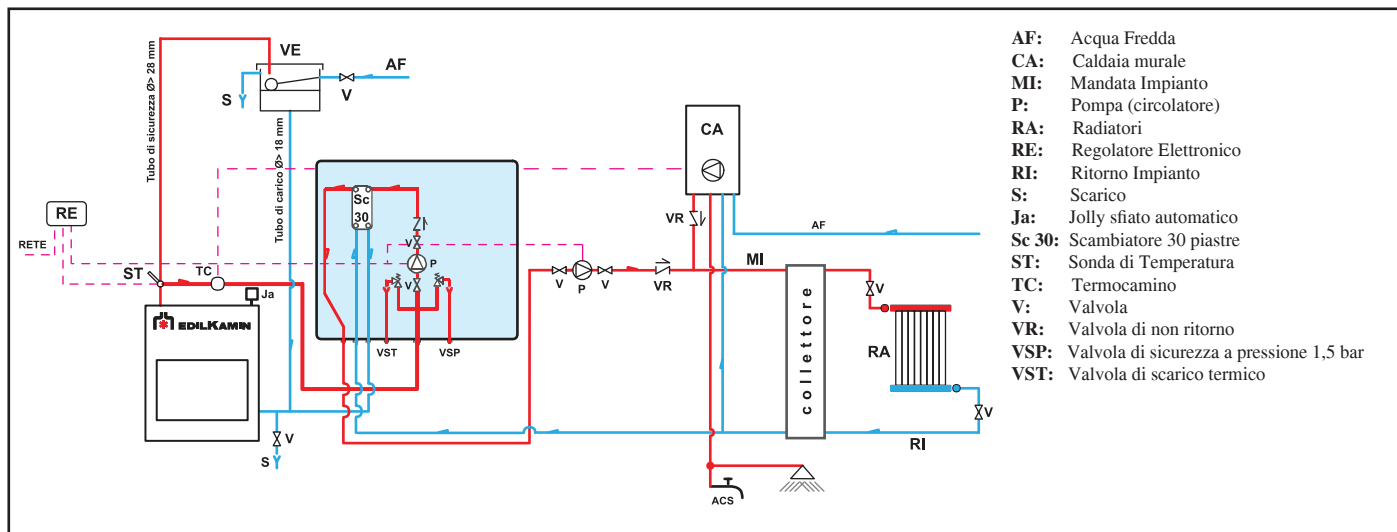 VE
AF
S
V
Tubo di sicurezza Ø> 28 mm
Tubo di carico Ø> 18 mm
RE
RETE
ST
TC
Ja
EDILKAMIN
Sc
30
V
P
V
VST
VSP
CA
VR
AF
V
P
V
VR
MI
collettore
V
RA
V
RI
V
S
ACS
AF: Acqua Fredda
CA: Caldaia murale
MI: Mandata Impianto
P: Pompa (circolatore)
RA: Radiatori
RE: Regolatore Elettronico
RI: Ritorno Impianto
S: Scarico
Ja: Jolly sfiato automatico
Sc 30: Scambiatore 30 piastre
ST: Sonda di Temperatura
TC: Termocamino
V: Valvola
VR: Valvola di non ritorno
VSP: Valvola di sicurezza a pressione 1,5 bar
VST: Valvola di scarico termico